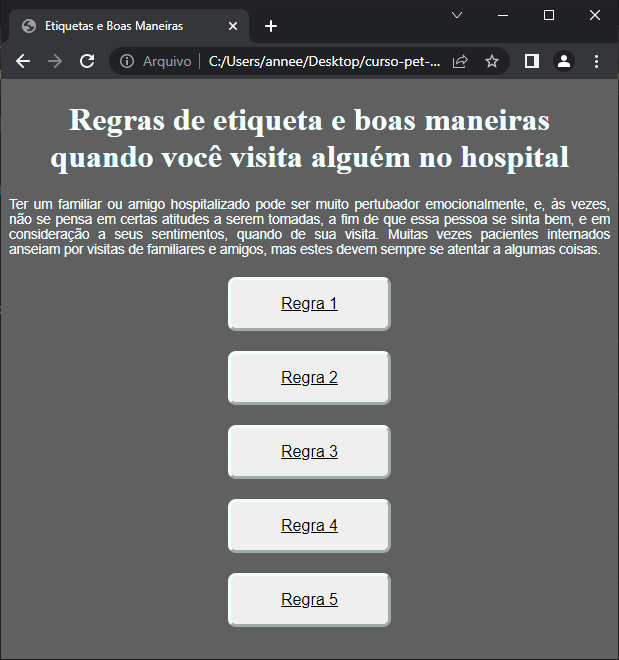 Etiquetas e Boas Maneiras
Arquivo | C:/Users/annee/Desktop/curso-pet-...
Regras de etiqueta e boas maneiras
quando você visita alguém no hospital
Ter um familiar ou amigo hospitalizado pode ser muito pertubador emocionalmente, e, às vezes,
não se pensa em certas atitudes a serem tomadas, a fim de que essa pessoa se sinta bem, e em
consideração a seus sentimentos, quando de sua visita. Muitas vezes pacientes internados
anseiam por visitas de familiares e amigos, mas estes devem sempre se atentar a algumas coisas.
Regra 1
Regra 2
Regra 3
Regra 4
Regra 5